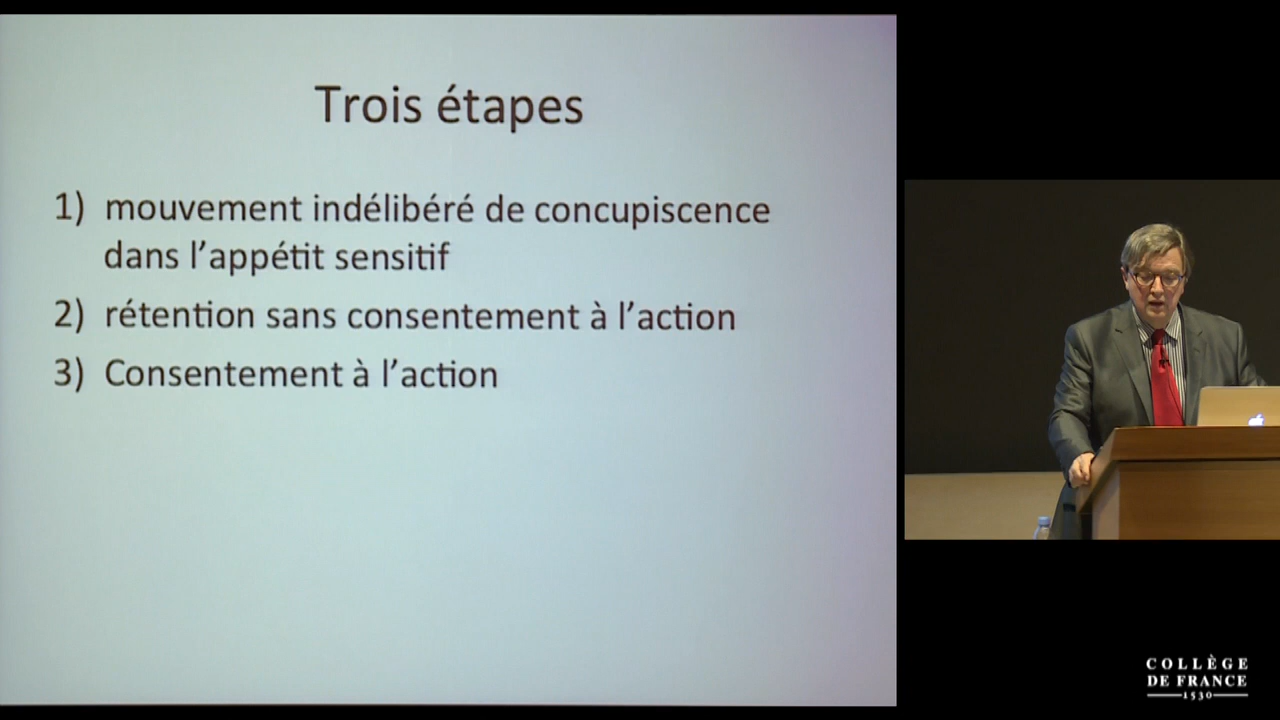 Trois étapes
1) mouvement indélibéré de concupiscence
dans l’appétit sensitif
2) rétention sans consentement à l’action
3) Consentement à l’action
COLLÈGE
DE FRANCE
1530